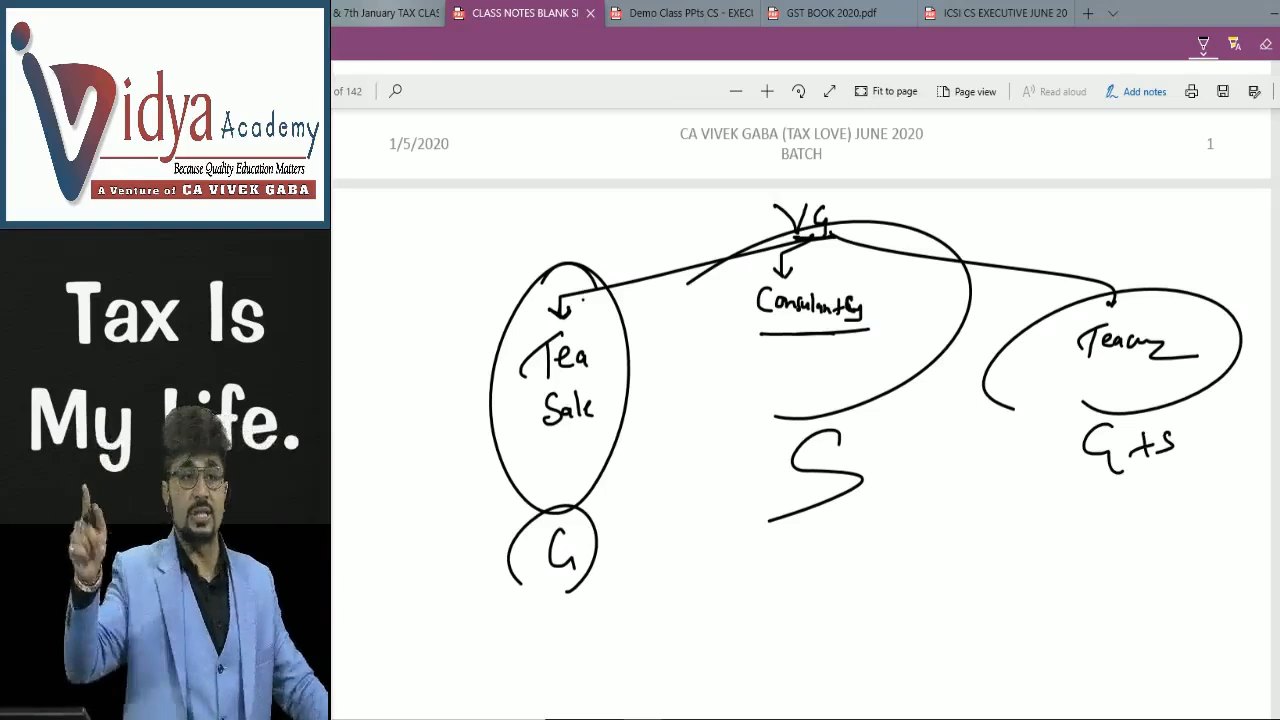 & 7th January TAX CLAS
CLASS NOTES BLANK SI
Demo Class PPts CS - EXECU
GST BOOK 2020.pdf
ICSI CS EXECUTIVE JUNE 20
of 142
Fit to page
Page view
Read aloud
Add notes
Vidya Academy
Because Quality Education Matters
A Venture of CA VIVEK GABA
1/5/2020
CA VIVEK GABA (TAX LOVE) JUNE 2020
BATCH
1
Tax Is
My Life.
VG
Tea
Sale
G
Consulantcy
S
G+S